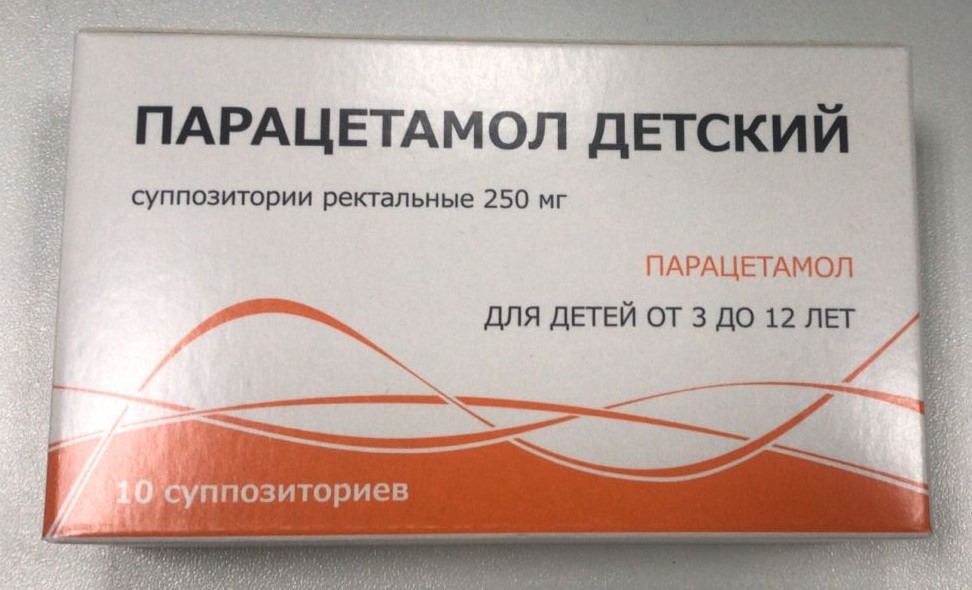 ПАРАЦЕТАМОЛ ДЕТСКИЙ
суппозитории ректальные 250 мг
ПАРАЦЕТАМОЛ
ДЛЯ ДЕТЕЙ ОТ 3 ДО 12 ЛЕТ
10 суппозиториев